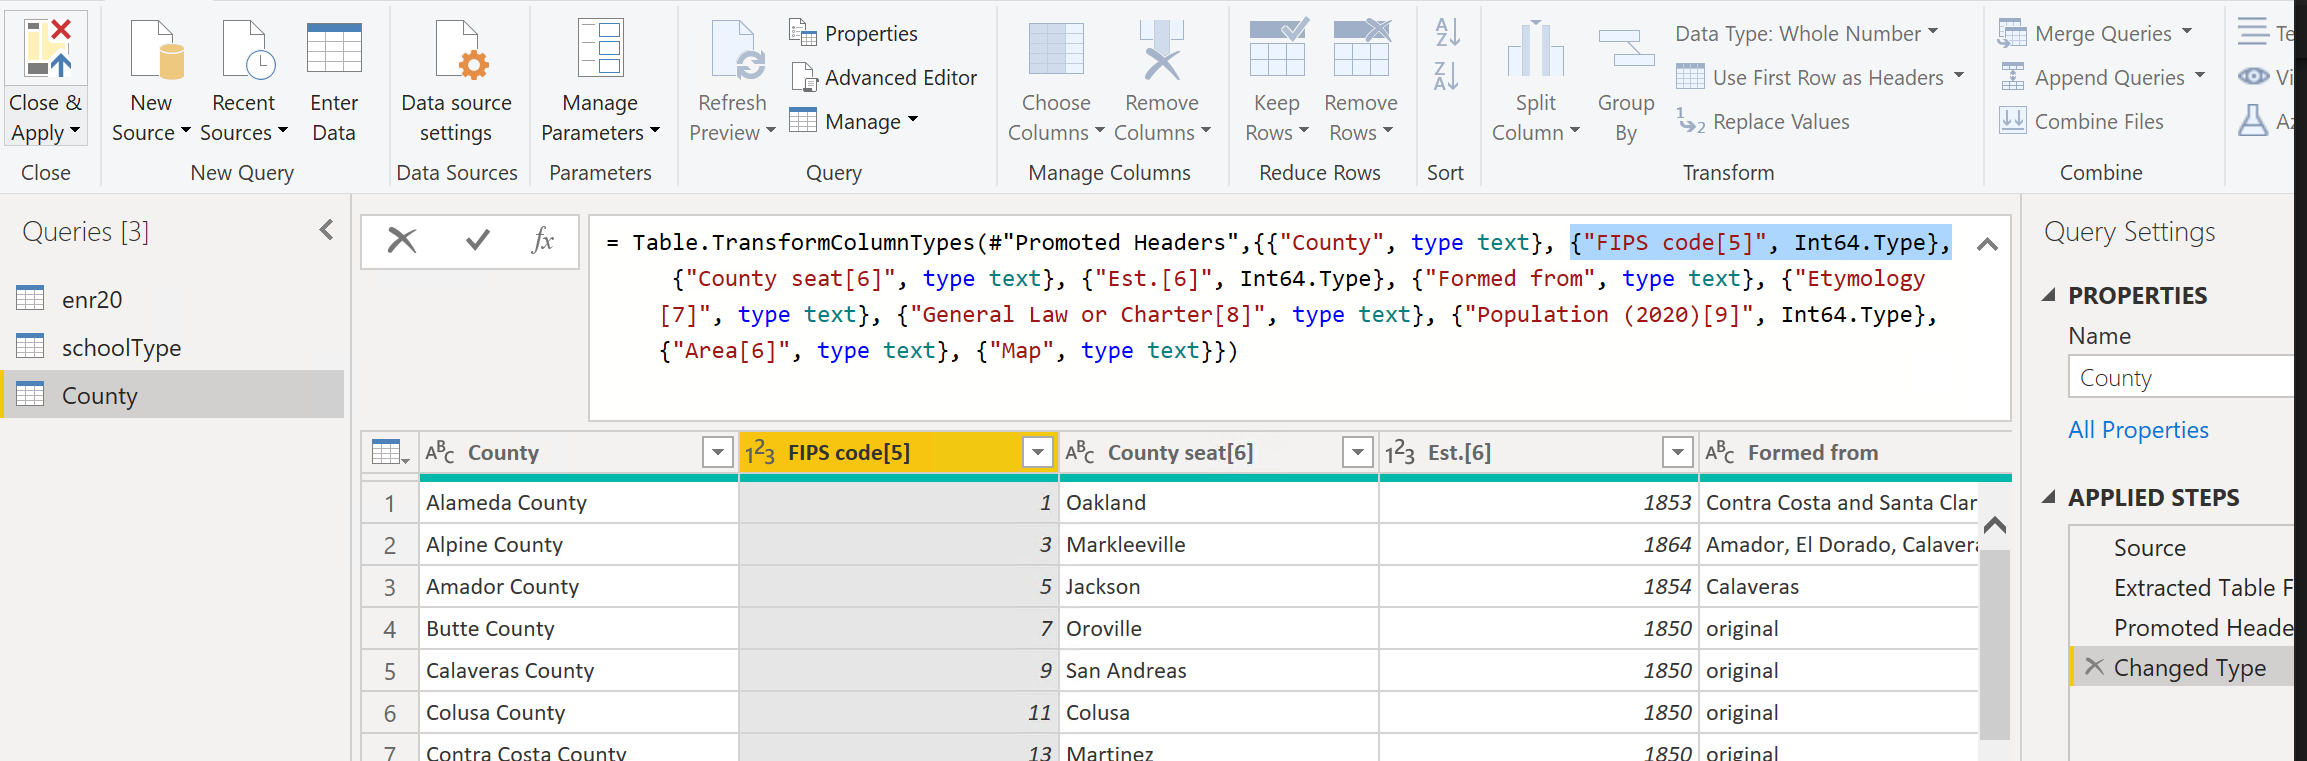 Close & Apply
New Source
Recent Sources
Enter Data
Data source settings
Manage Parameters
Refresh Preview
Properties
Advanced Editor
Manage
Choose Columns
Remove Columns
Keep Rows
Remove Rows
A Z
Z A
Split Column
Group By
Data Type: Whole Number
Use First Row as Headers
1 2 Replace Values
Merge Queries
Append Queries
Combine Files
Te
Vi
Az
Close
New Query
Data Sources
Parameters
Query
Manage Columns
Reduce Rows
Sort
Transform
Combine
Queries [3]
enr20
schoolType
County
fx
= Table.TransformColumnTypes(#"Promoted Headers",{{"County", type text}, {"FIPS code[5]", Int64.Type},
{"County seat[6]", type text}, {"Est.[6]", Int64.Type}, {"Formed from", type text}, {"Etymology
[7]", type text}, {"General Law or Charter[8]", type text}, {"Population (2020)[9]", Int64.Type},
{"Area[6]", type text}, {"Map", type text}})
ABC County 123 FIPS code[5] ABC County seat[6] 123 Est.[6] ABC Formed from
1 Alameda County 1 Oakland 1853 Contra Costa and Santa Clar
2 Alpine County 3 Markleeville 1864 Amador, El Dorado, Calavera
3 Amador County 5 Jackson 1854 Calaveras
4 Butte County 7 Oroville 1850 original
5 Calaveras County 9 San Andreas 1850 original
6 Colusa County 11 Colusa 1850 original
7 Contra Costa County 13 Martinez 1850 original
Query Settings
PROPERTIES
Name
County
All Properties
APPLIED STEPS
Source
Extracted Table F
Promoted Heade
Changed Type